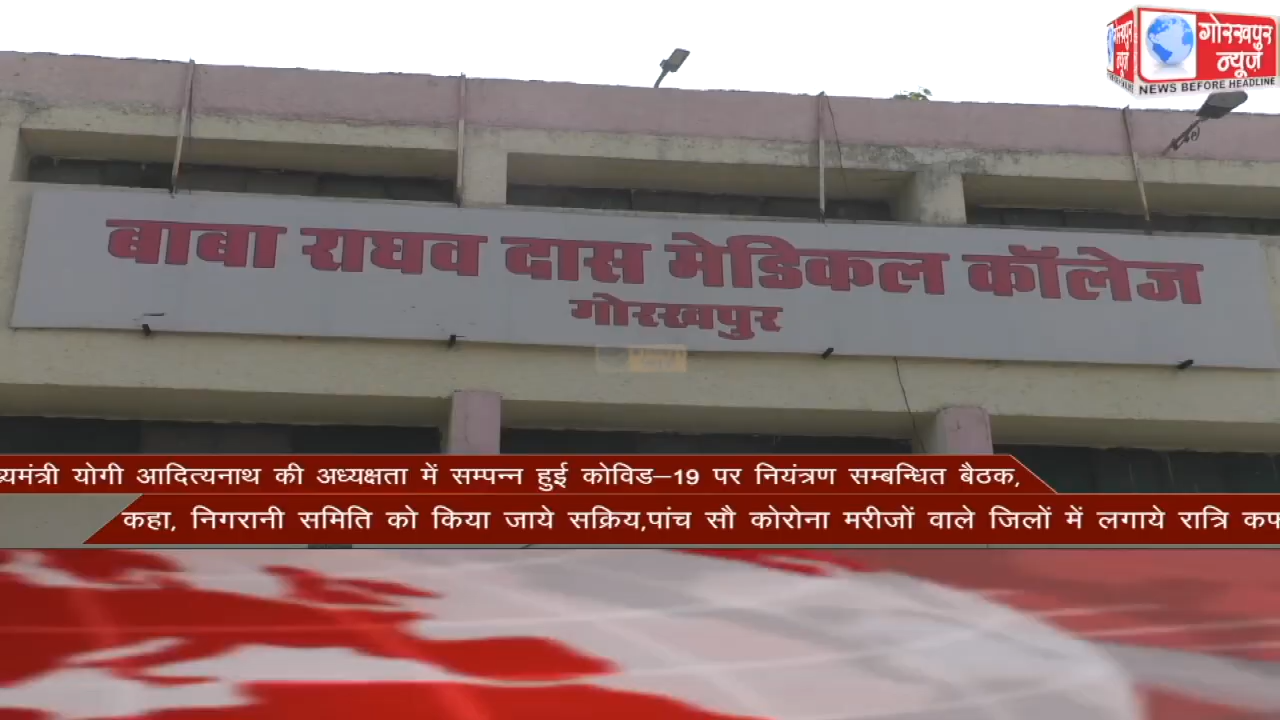 गोरखपुर
न्यूज़
NEWS BEFORE HEADLINE
बाबा राघव दास मेडिकल कॉलेज
गोरखपुर
योगी आदित्यनाथ की अध्यक्षता में सम्पन्न हुई कोविड–19 पर नियंत्रण सम्बन्धित बैठक,
कहा, निगरानी समिति को किया जाये सक्रिय,पांच सौ कोरोना मरीजों वाले जिलों में लगाये रात्रि